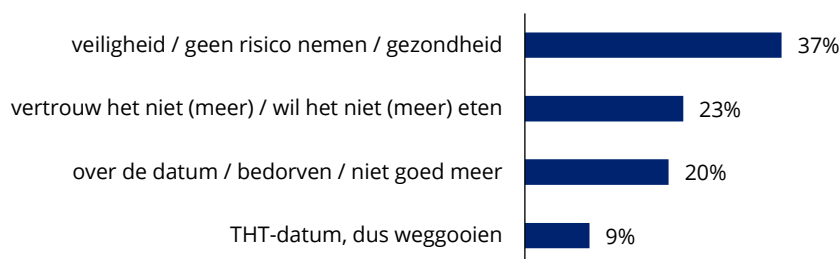 veiligheid / geen risico nemen / gezondheid 37%
vertrouw het niet (meer) / wil het niet (meer) eten 23%
over de datum / bedorven / niet goed meer 20%
THT-datum, dus weggooien 9%